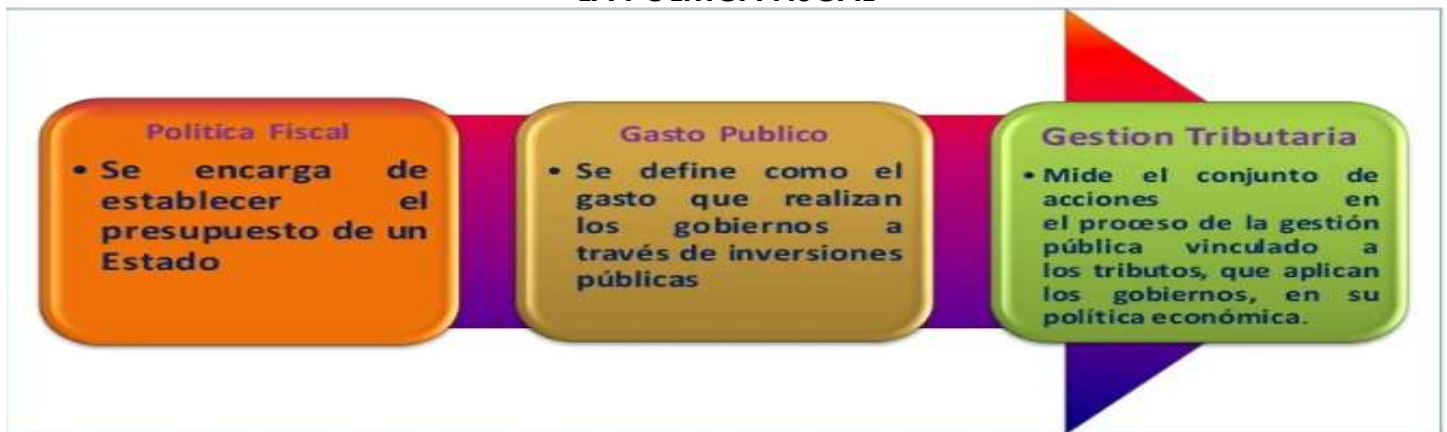 Politica Fiscal
• Se encarga de
establecer el
presupuesto de un
Estado
Gasto Publico
• Se define como el
gasto que realizan
los gobiernos a
través de inversiones
públicas
Gestion Tributaria
• Mide el conjunto de
acciones en
el proceso de la gestión
pública vinculado a
los tributos, que aplican
los gobiernos, en su
política económica.